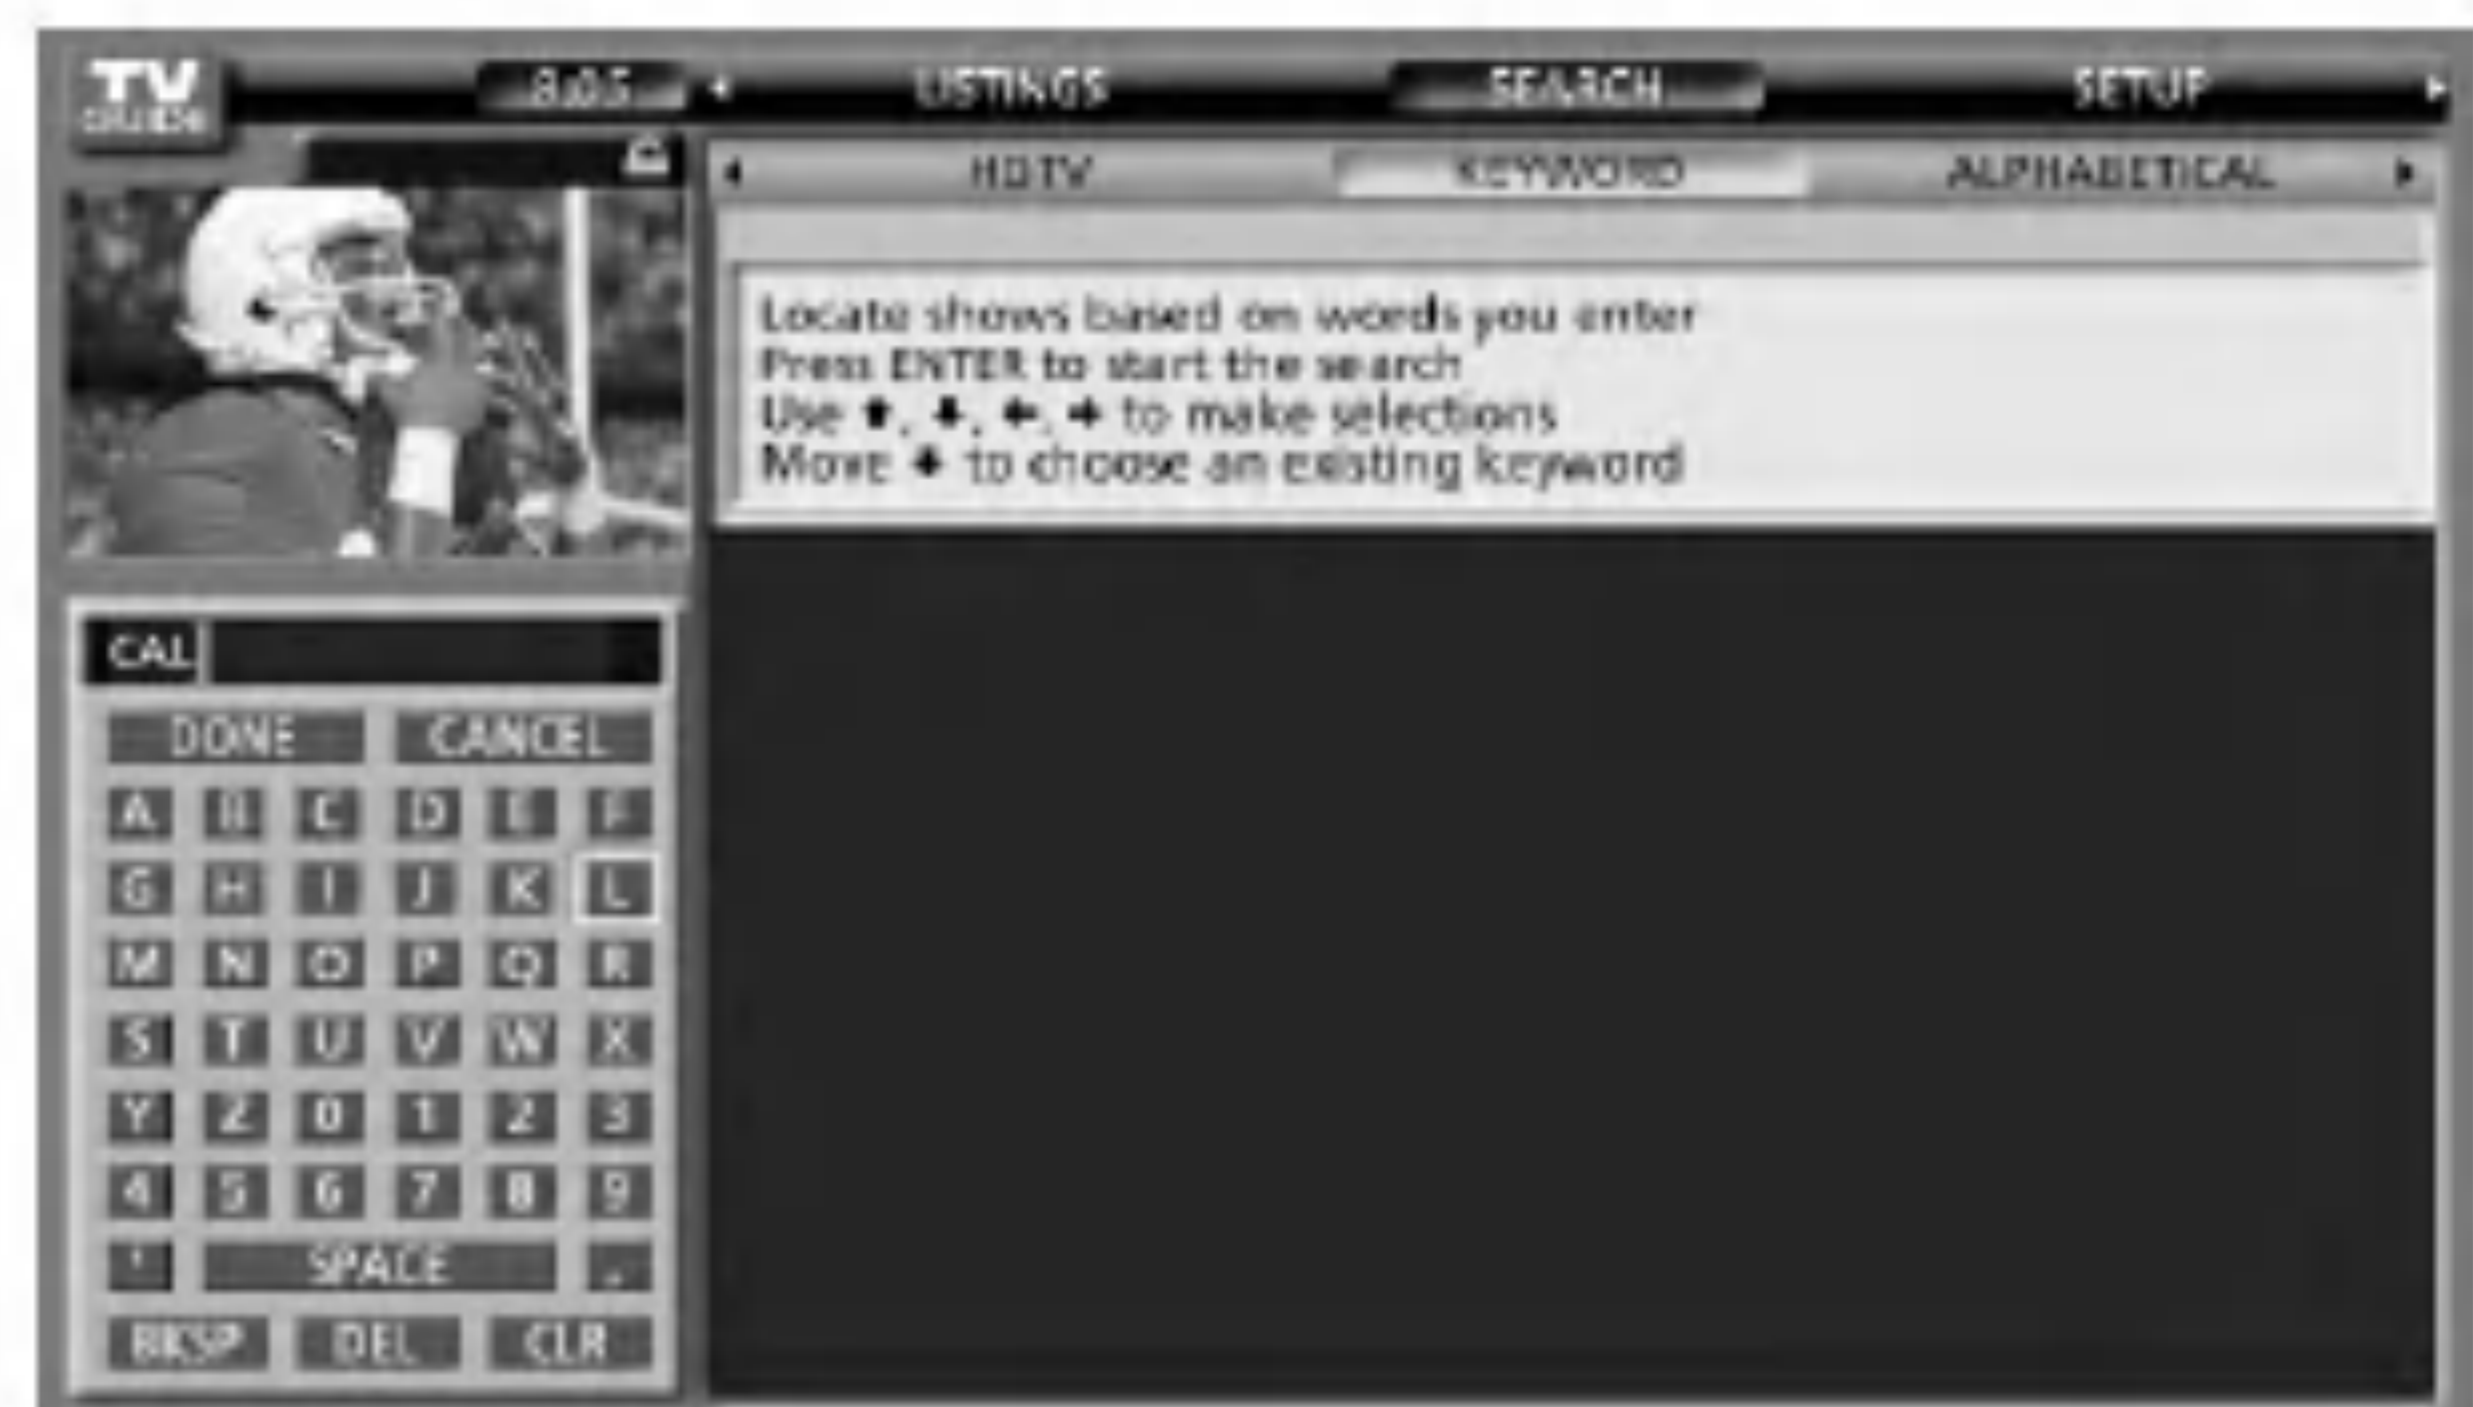 TV
GUIDE
8:05 LISTINGS SEARCH SETUP
HDTV KEYWORD ALPHABETICAL
Locate shows based on words you enter
Press ENTER to start the search
Use ↑, ↓, ←, → to make selections
Move ↓ to choose an existing keyword
CAL
DONE CANCEL
A B C D E F
G H I J K L
M N O P Q R
S T U V W X
Y Z 0 1 2 3
4 5 6 7 8 9
' SPACE .
BKSP DEL CLR